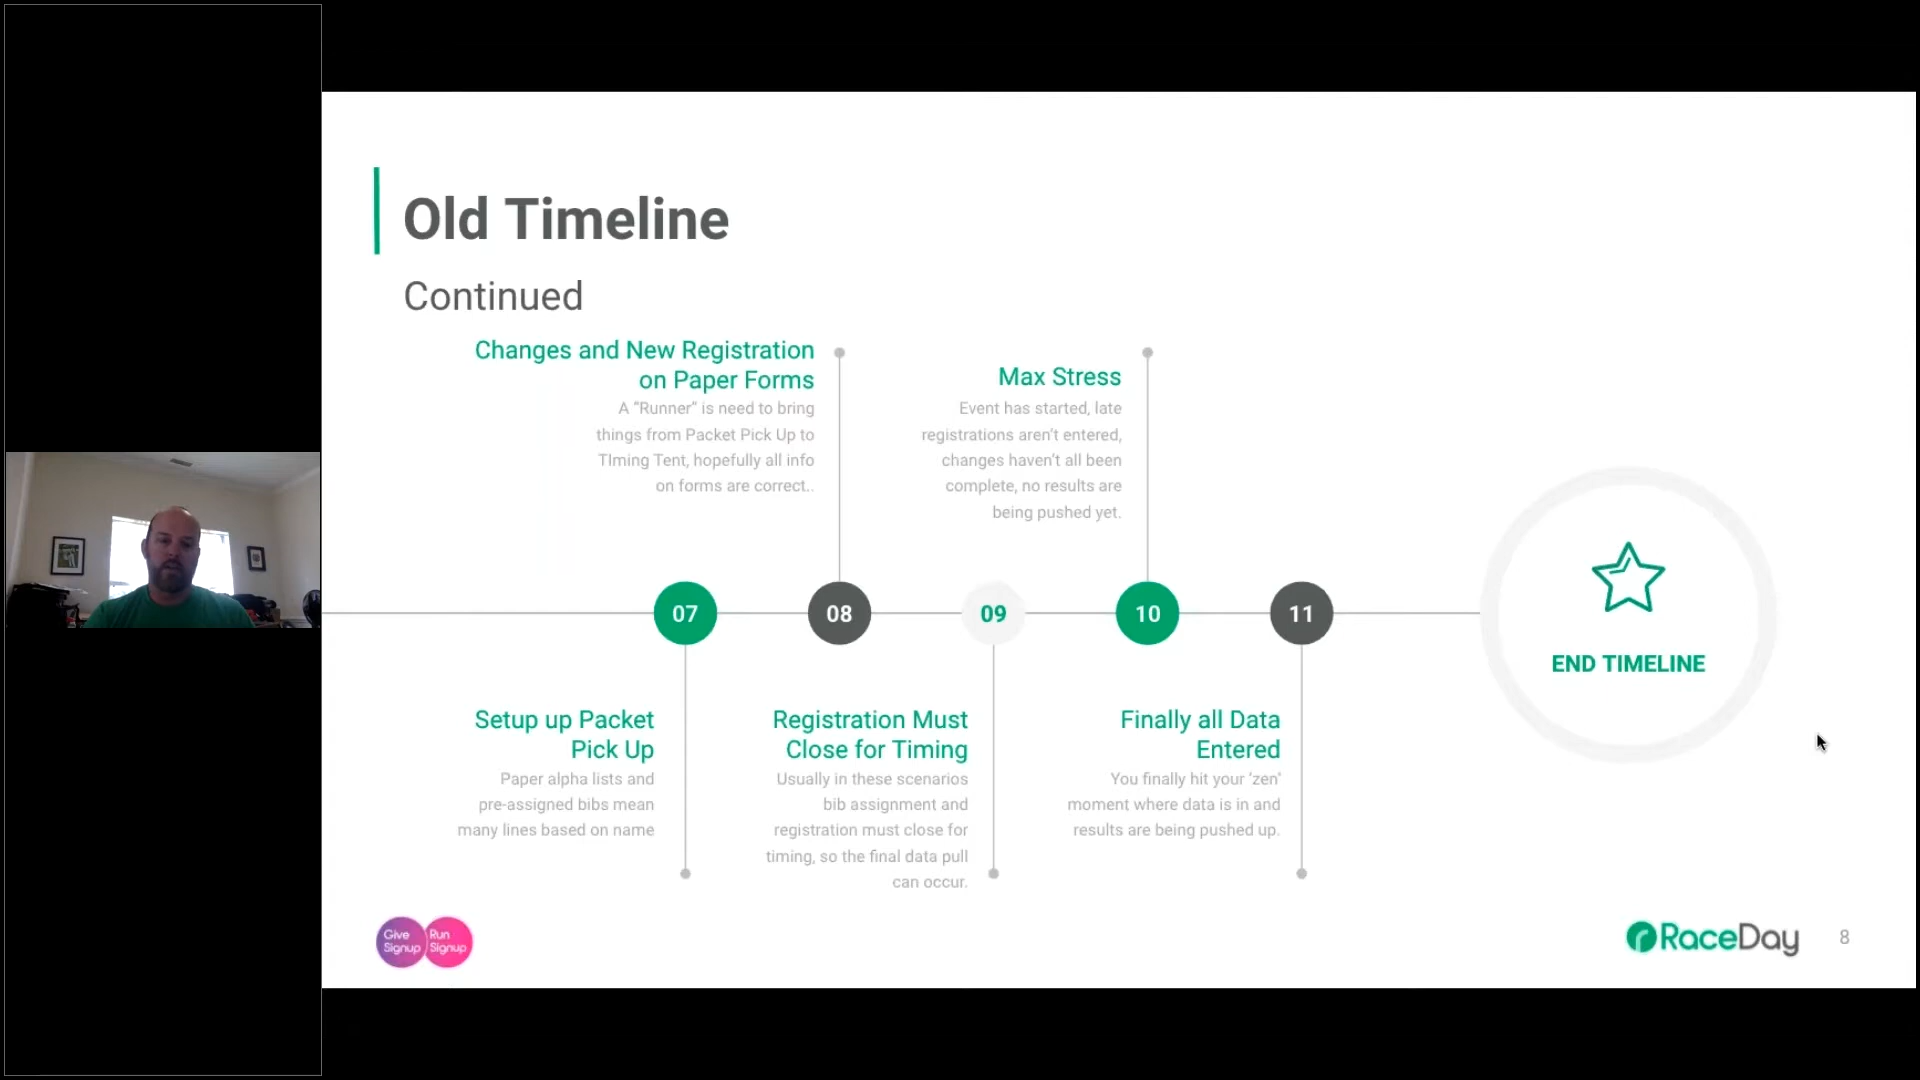 Old Timeline
Continued
Changes and New Registration
on Paper Forms
A “Runner” is need to bring
things from Packet Pick Up to
TIming Tent, hopefully all info
on forms are correct..
Max Stress
Event has started, late
registrations aren’t entered,
changes haven’t all been
complete, no results are
being pushed yet.
07
08
09
10
11
END TIMELINE
Setup up Packet
Pick Up
Paper alpha lists and
pre-assigned bibs mean
many lines based on name
Registration Must
Close for Timing
Usually in these scenarios
bib assignment and
registration must close for
timing, so the final data pull
can occur.
Finally all Data
Entered
You finally hit your ‘zen’
moment where data is in and
results are being pushed up.
Give
Signup
Run
Signup
RaceDay
8